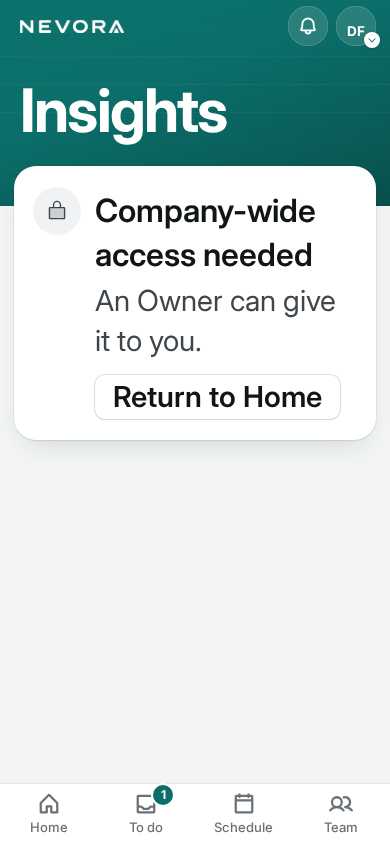 NEVORA
DF
Insights
Company-wide
access needed
An Owner can give
it to you.
Return to Home
1
Home
To do
Schedule
Team